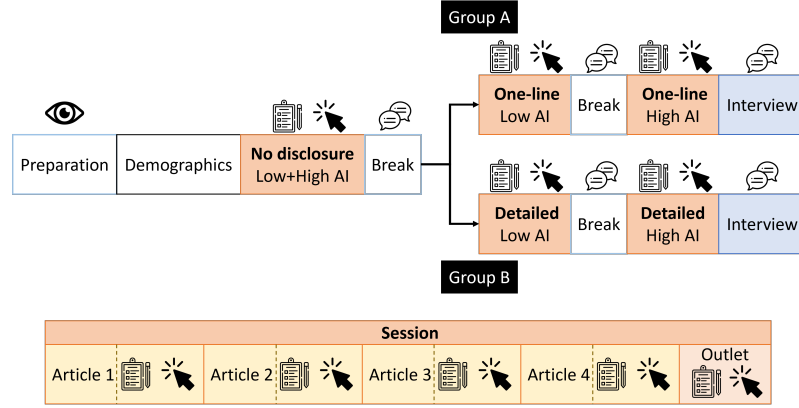 Group A
One-line
Low AI
Break
One-line
High AI
Interview
Preparation
Demographics
No disclosure
Low+High AI
Break
Detailed
Low AI
Break
Detailed
High AI
Interview
Group B
Session
Article 1
Article 2
Article 3
Article 4
Outlet